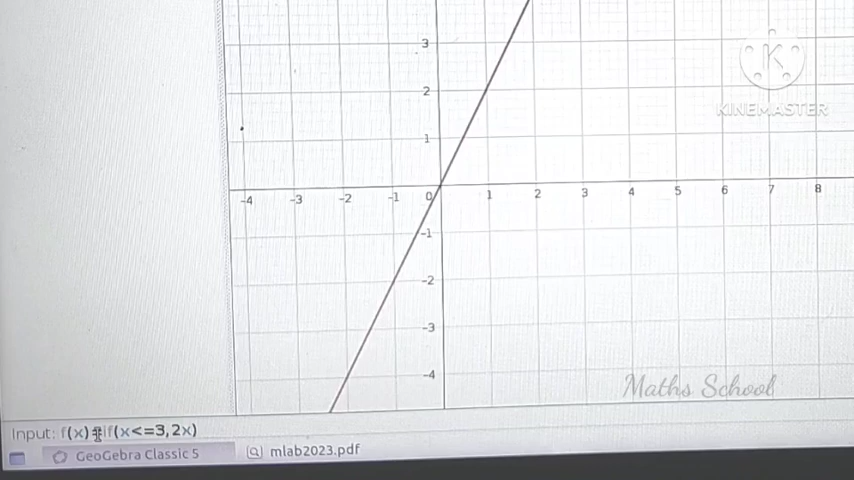 3
KINEMASTER
2
1
-4 -3 -2 -1 0 1 2 3 4 5 6 7 8
-1
-2
-3
-4
Maths School
Input: f(x)=if(x<=3,2x)
GeoGebra Classic 5 mlab2023.pdf